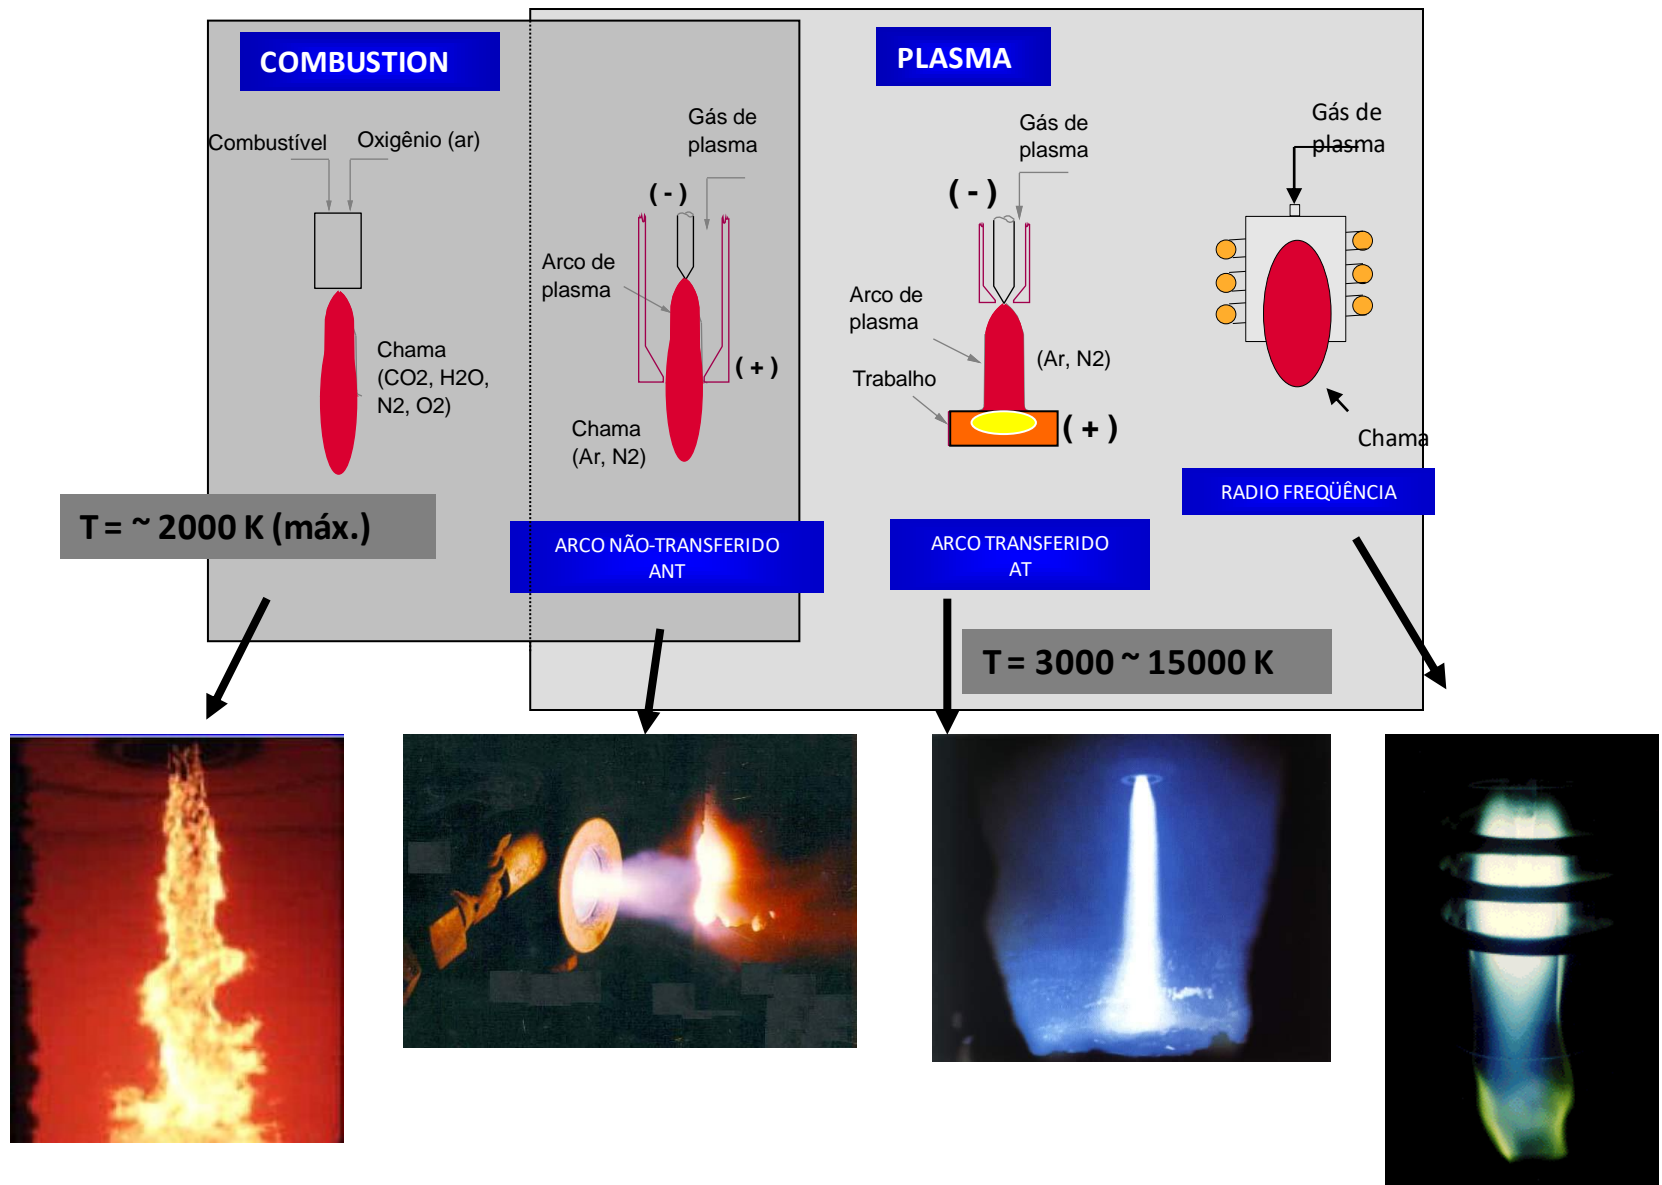 COMBUSTION
PLASMA
Combustível
Oxigênio (ar)
Chama
(CO2, H2O,
N2, O2)
T = ~ 2000 K (máx.)
Gás de
plasma
( - )
Arco de
plasma
( + )
Chama
(Ar, N2)
ARCO NÃO-TRANSFERIDO
ANT
Gás de
plasma
( - )
Arco de
plasma
(Ar, N2)
Trabalho
( + )
ARCO TRANSFERIDO
AT
Gás de
plasma
Chama
RADIO FREQÜÊNCIA
T = 3000 ~ 15000 K